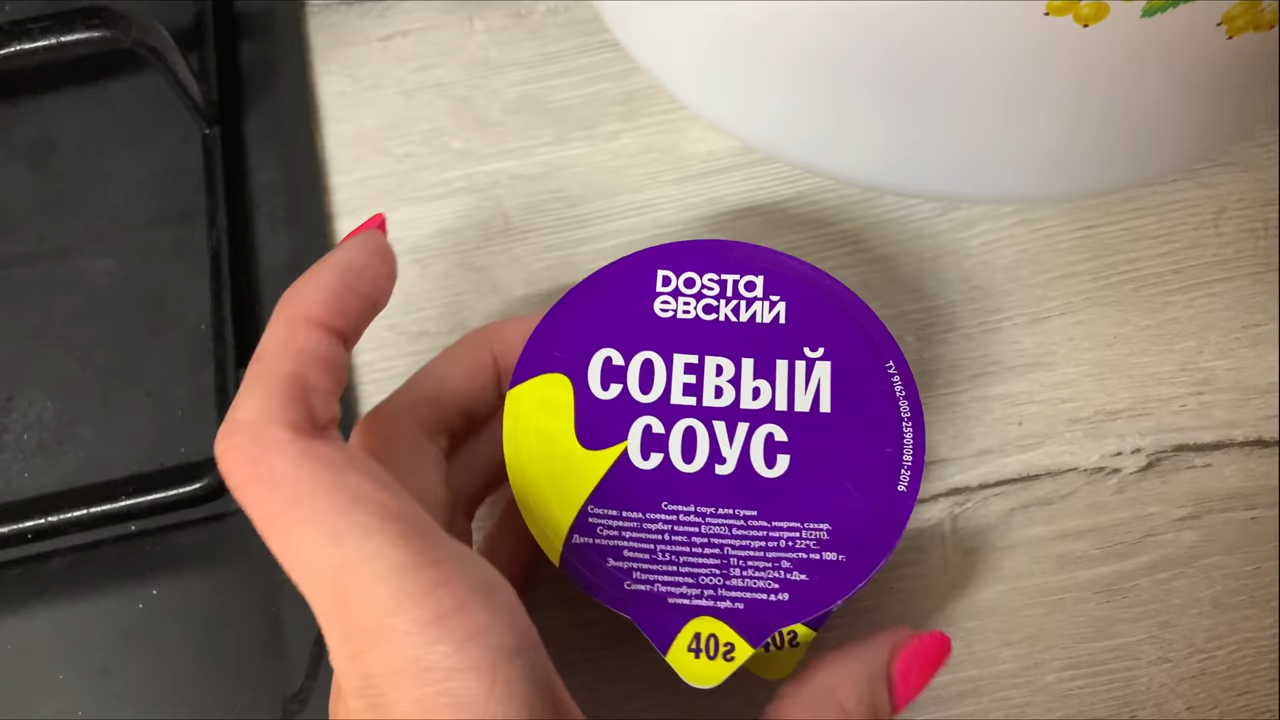 DOSTA
ЕВСКИЙ
СОЕВЫЙ
СОУС
ТУ 9162-003-25901081-2016
Соевый соус для суши
Состав: вода, соевые бобы, пшеница, соль, мирин, сахар,
консервант: сорбат калия Е(202), бензоат натрия Е(211).
Срок хранения 6 мес. при температуре от 0 + 22°С.
Дата изготовления указана на дне. Пищевая ценность на 100 г:
белки –3,5 г, углеводы – 11 г, жиры – 0г.
Энергетическая ценность – 58 кКал/243 кДж.
Изготовитель: ООО «ЯБЛОКО»
Санкт-Петербург ул. Новоселов д.49
www.imbir.spb.ru
40г
40г